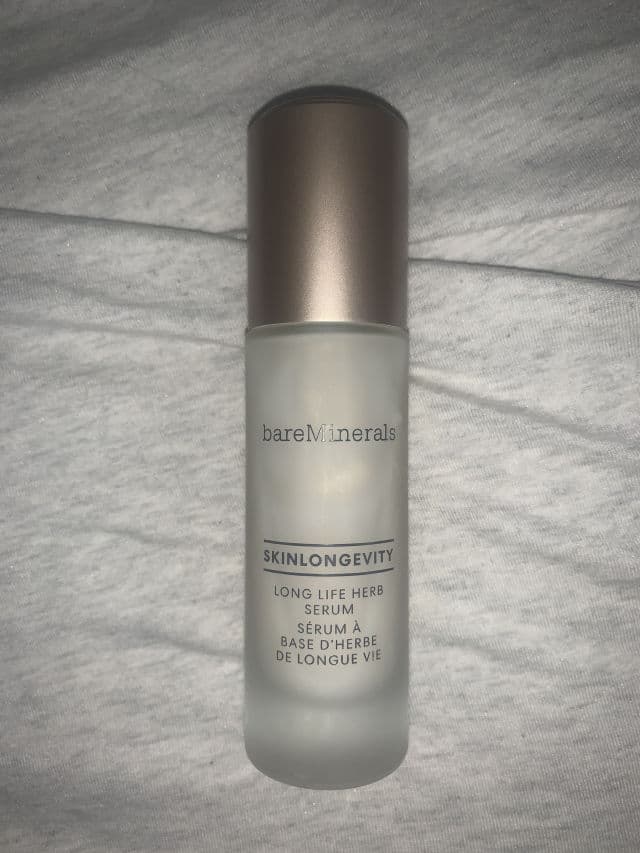 bareMinerals
SKINLONGEVITY
LONG LIFE HERB
SERUM
SÉRUM À
BASE D'HERBE
DE LONGUE VIE